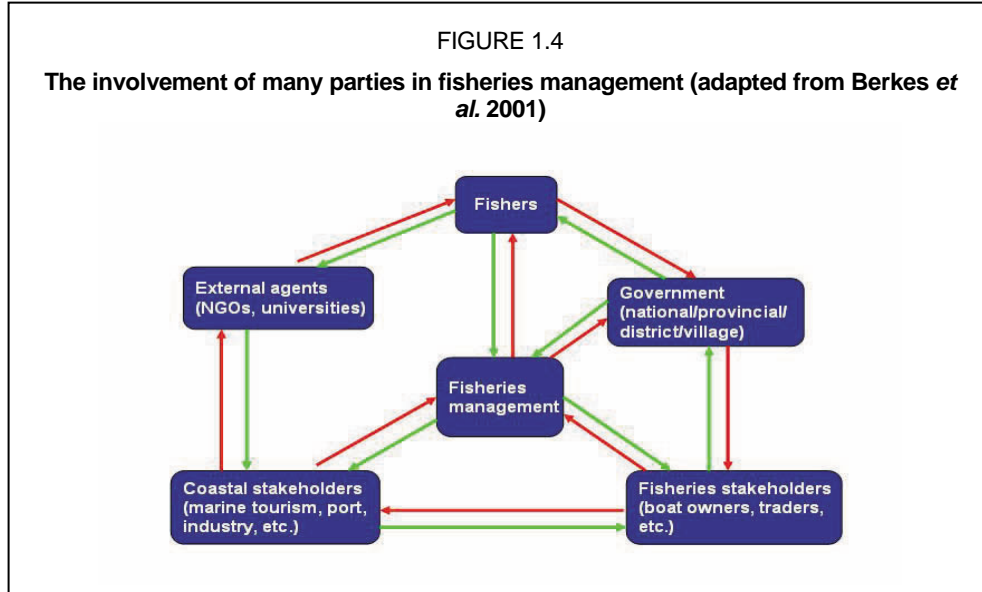 FIGURE 1.4
The involvement of many parties in fisheries management (adapted from Berkes et
al. 2001)
Fishers
External agents
(NGOs, universities)
Government
(national/provincial/
district/village)
Fisheries
management
Coastal stakeholders
(marine tourism, port,
industry, etc.)
Fisheries stakeholders
(boat owners, traders,
etc.)